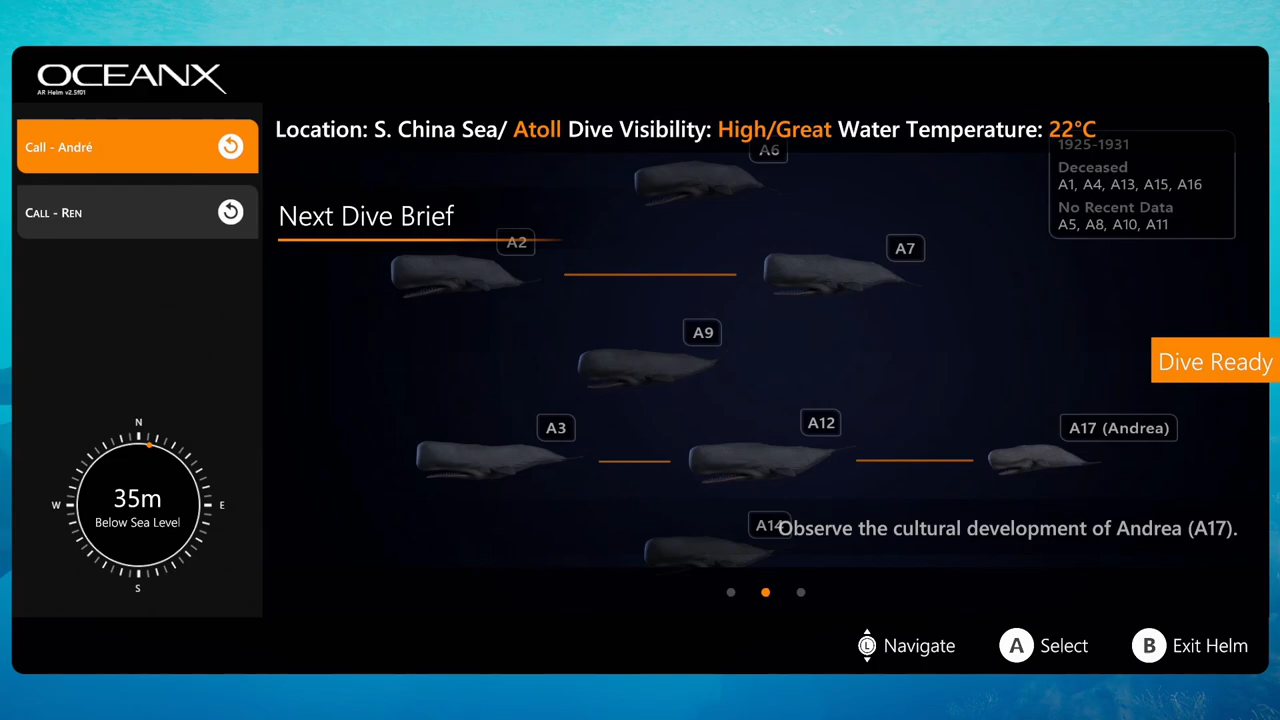 OCEANX
AR Helm v2.5f01
Call - André
CALL - REN
Location: S. China Sea/ Atoll Dive Visibility: High/Great Water Temperature: 22°C
1925-1931
Deceased
A1, A4, A13, A15, A16
No Recent Data
A5, A8, A10, A11
A6
Next Dive Brief
A2
A7
A9
Dive Ready
A3
A12
A17 (Andrea)
A14
Observe the cultural development of Andrea (A17).
N
W
E
S
35m
Below Sea Level
L Navigate
A Select
B Exit Helm